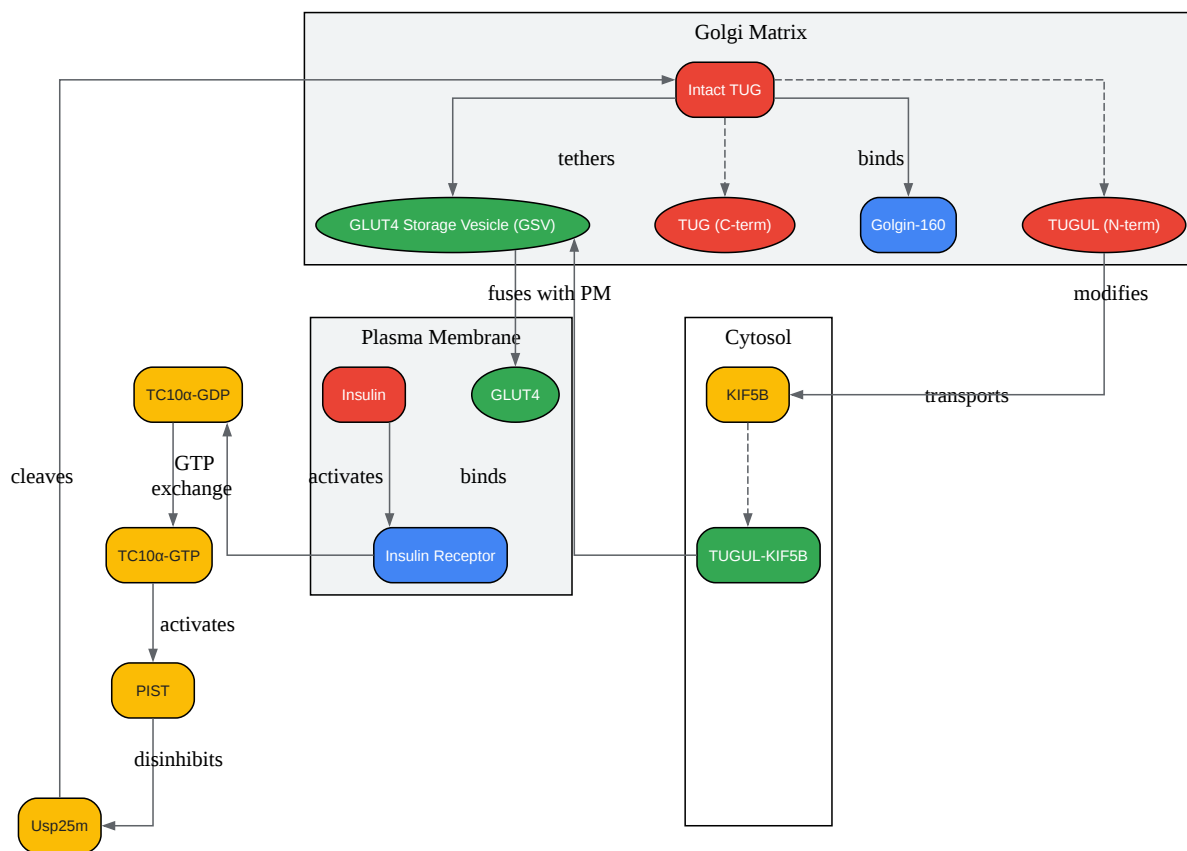 Golgi Matrix
Intact TUG
tethers
binds
GLUT4 Storage Vesicle (GSV)
TUG (C-term)
Golgin-160
TUGUL (N-term)
fuses with PM
modifies
Plasma Membrane
Cytosol
TC10α-GDP
Insulin
GLUT4
KIF5B
transports
cleaves
GTP
exchange
activates
binds
TC10α-GTP
Insulin Receptor
TUGUL-KIF5B
activates
PIST
disinhibits
Usp25m